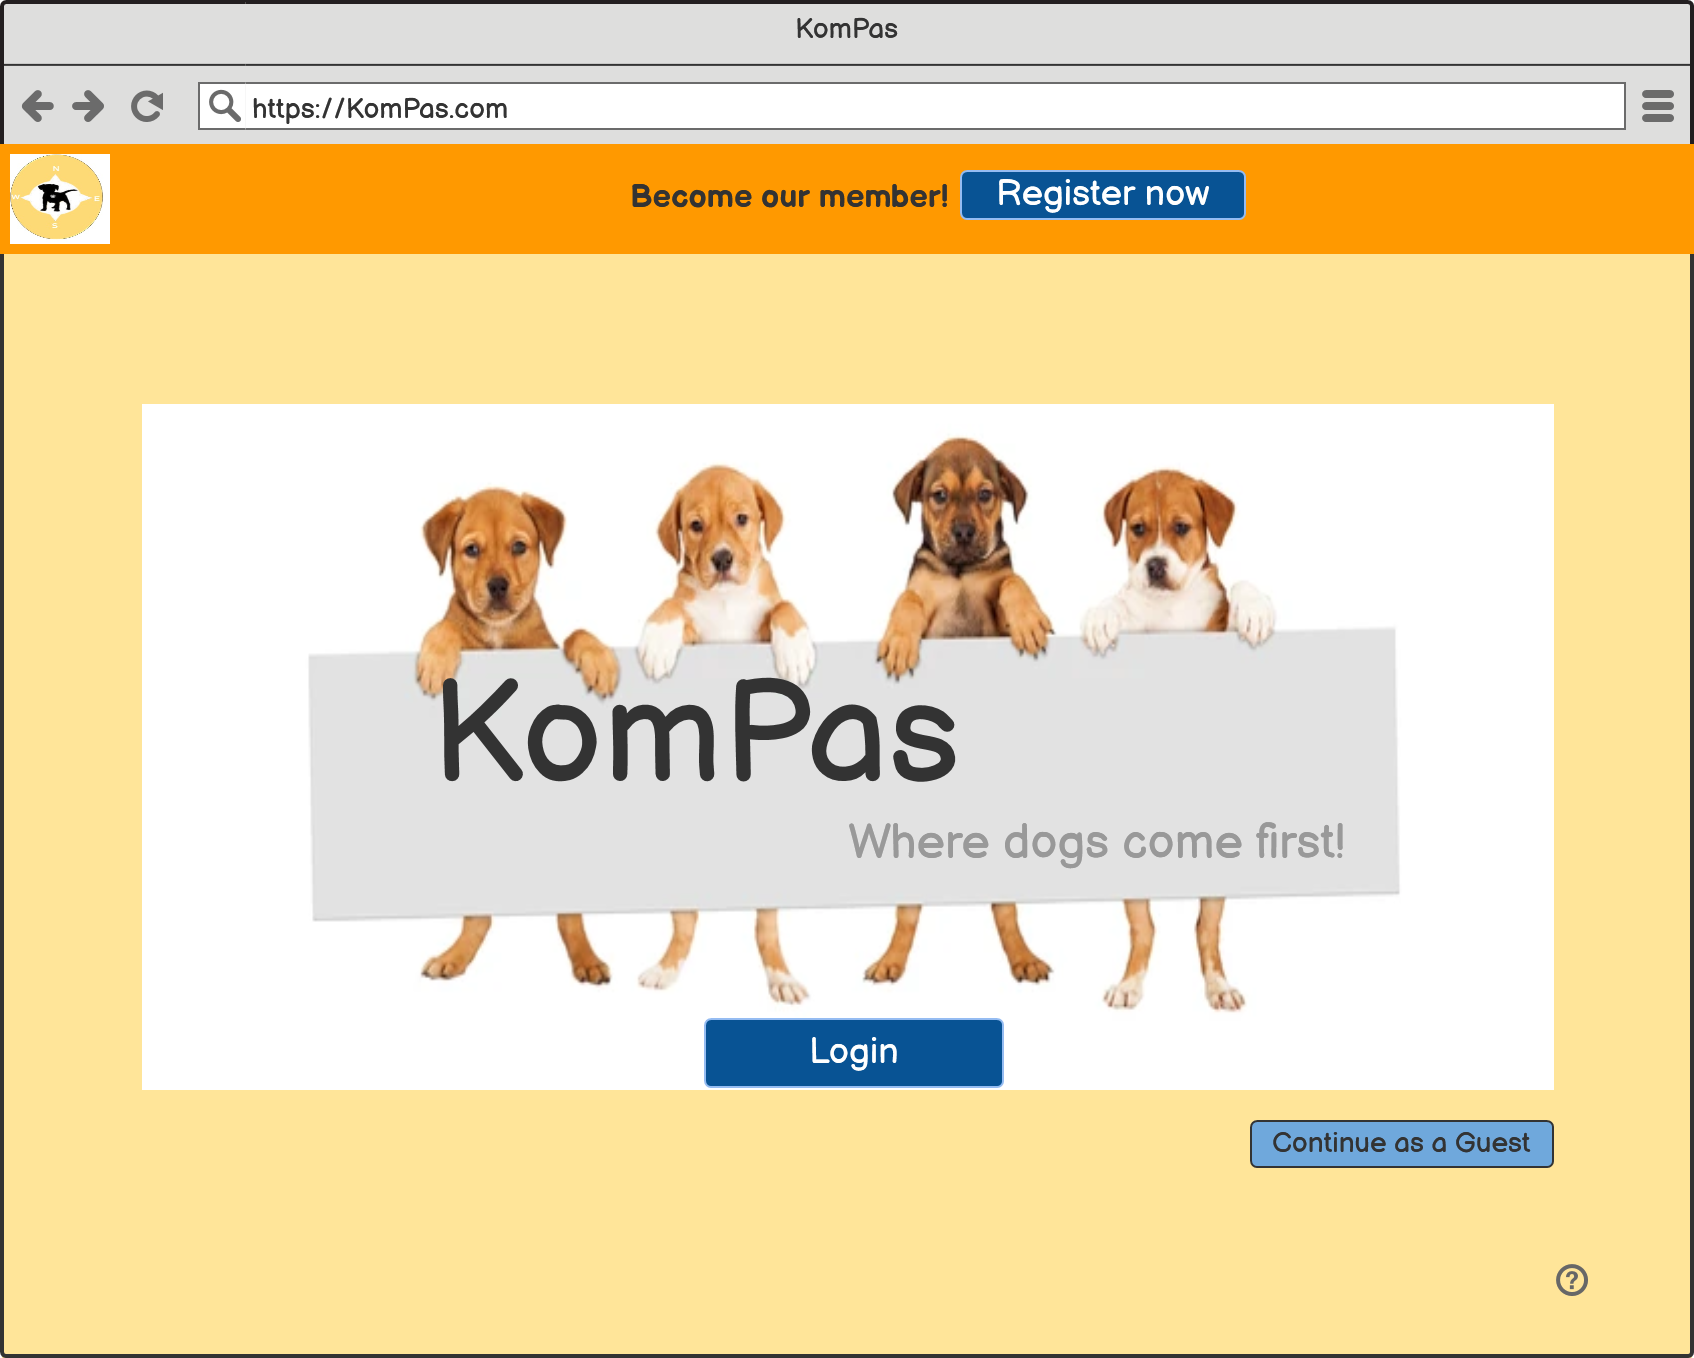 KomPas
https://KomPas.com
N
W
E
S
Become our member!
Register now
KomPas
Where dogs come first!
Login
Continue as a Guest
?